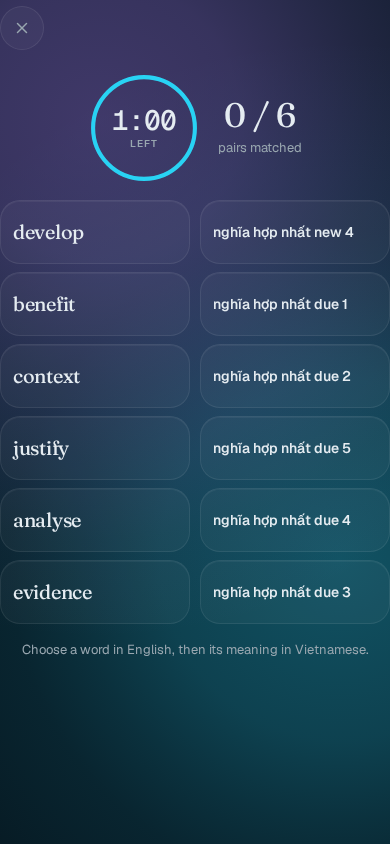 1:00
LEFT
0/6
pairs matched
develop
nghĩa hợp nhất new 4
benefit
nghĩa hợp nhất due 1
context
nghĩa hợp nhất due 2
justify
nghĩa hợp nhất due 5
analyse
nghĩa hợp nhất due 4
evidence
nghĩa hợp nhất due 3
Choose a word in English, then its meaning in Vietnamese.